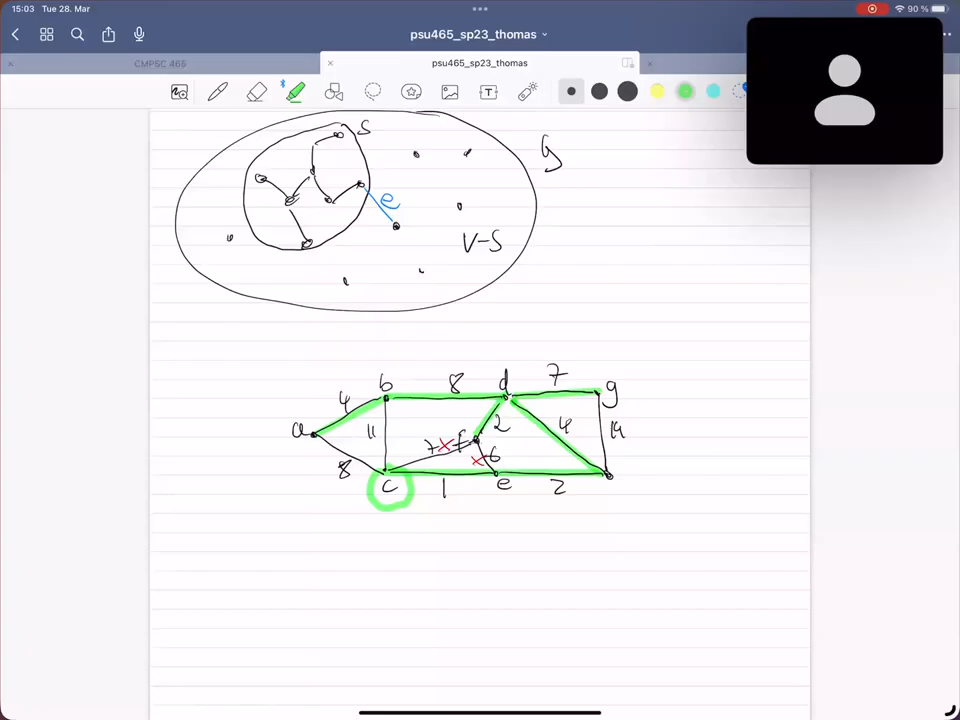 15:03 Tue 28. Mar
90 %
psu465_sp23_thomas
CMPSC 465
psu465_sp23_thomas
S
G
e
V-S
b 8 d 7 g
4
a 11 2 4 14
7 x f
8 x 6
c 1 e 2